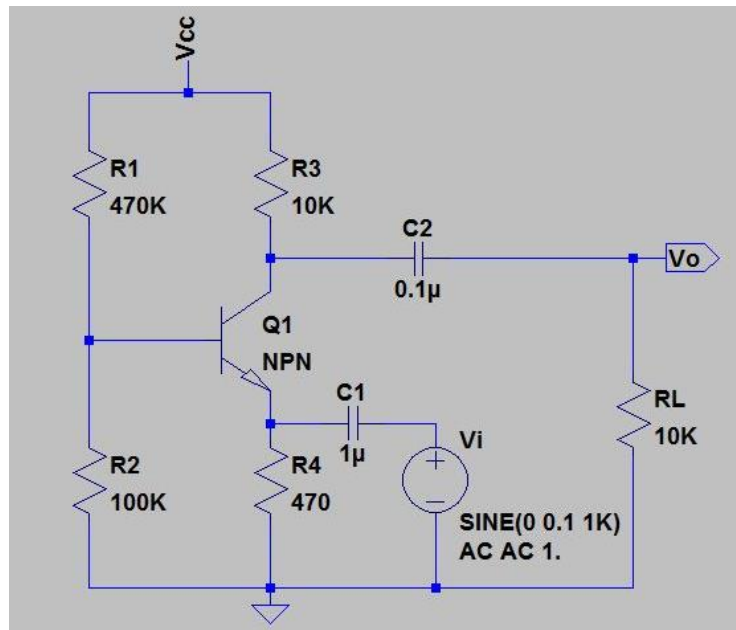 Vcc
R1
470K
R3
10K
C2
0.1µ
Vo
Q1
NPN
C1
1µ
Vi
RL
10K
R2
100K
R4
470
SINE(0 0.1 1K)
AC AC 1.